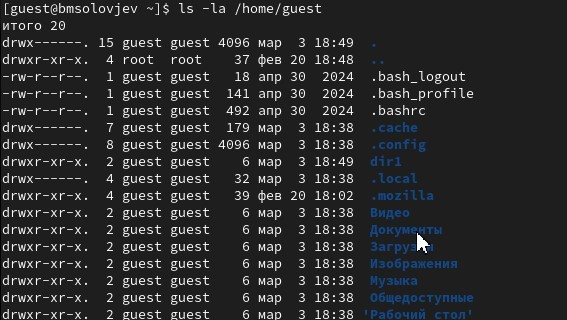 [guest@bmsolovjev ~]$ ls -la /home/guest
итого 20
drwx------. 15 guest guest 4096 мар  3 18:49 .
drwxr-xr-x.  4 root  root    37 фев 20 18:48 ..
-rw-r--r--.  1 guest guest   18 апр 30  2024 .bash_logout
-rw-r--r--.  1 guest guest  141 апр 30  2024 .bash_profile
-rw-r--r--.  1 guest guest  492 апр 30  2024 .bashrc
drwx------.  7 guest guest  179 мар  3 18:38 .cache
drwx------.  8 guest guest 4096 мар  3 18:38 .config
drwxr-xr-x.  2 guest guest    6 мар  3 18:49 dir1
drwx------.  4 guest guest   32 мар  3 18:38 .local
drwxr-xr-x.  4 guest guest   39 фев 20 18:02 .mozilla
drwxr-xr-x.  2 guest guest    6 мар  3 18:38 Видео
drwxr-xr-x.  2 guest guest    6 мар  3 18:38 Документы
drwxr-xr-x.  2 guest guest    6 мар  3 18:38 Загрузки
drwxr-xr-x.  2 guest guest    6 мар  3 18:38 Изображения
drwxr-xr-x.  2 guest guest    6 мар  3 18:38 Музыка
drwxr-xr-x.  2 guest guest    6 мар  3 18:38 Общедоступные
drwxr-xr-x.  2 guest guest    6 мар  3 18:38 'Рабочий стол'